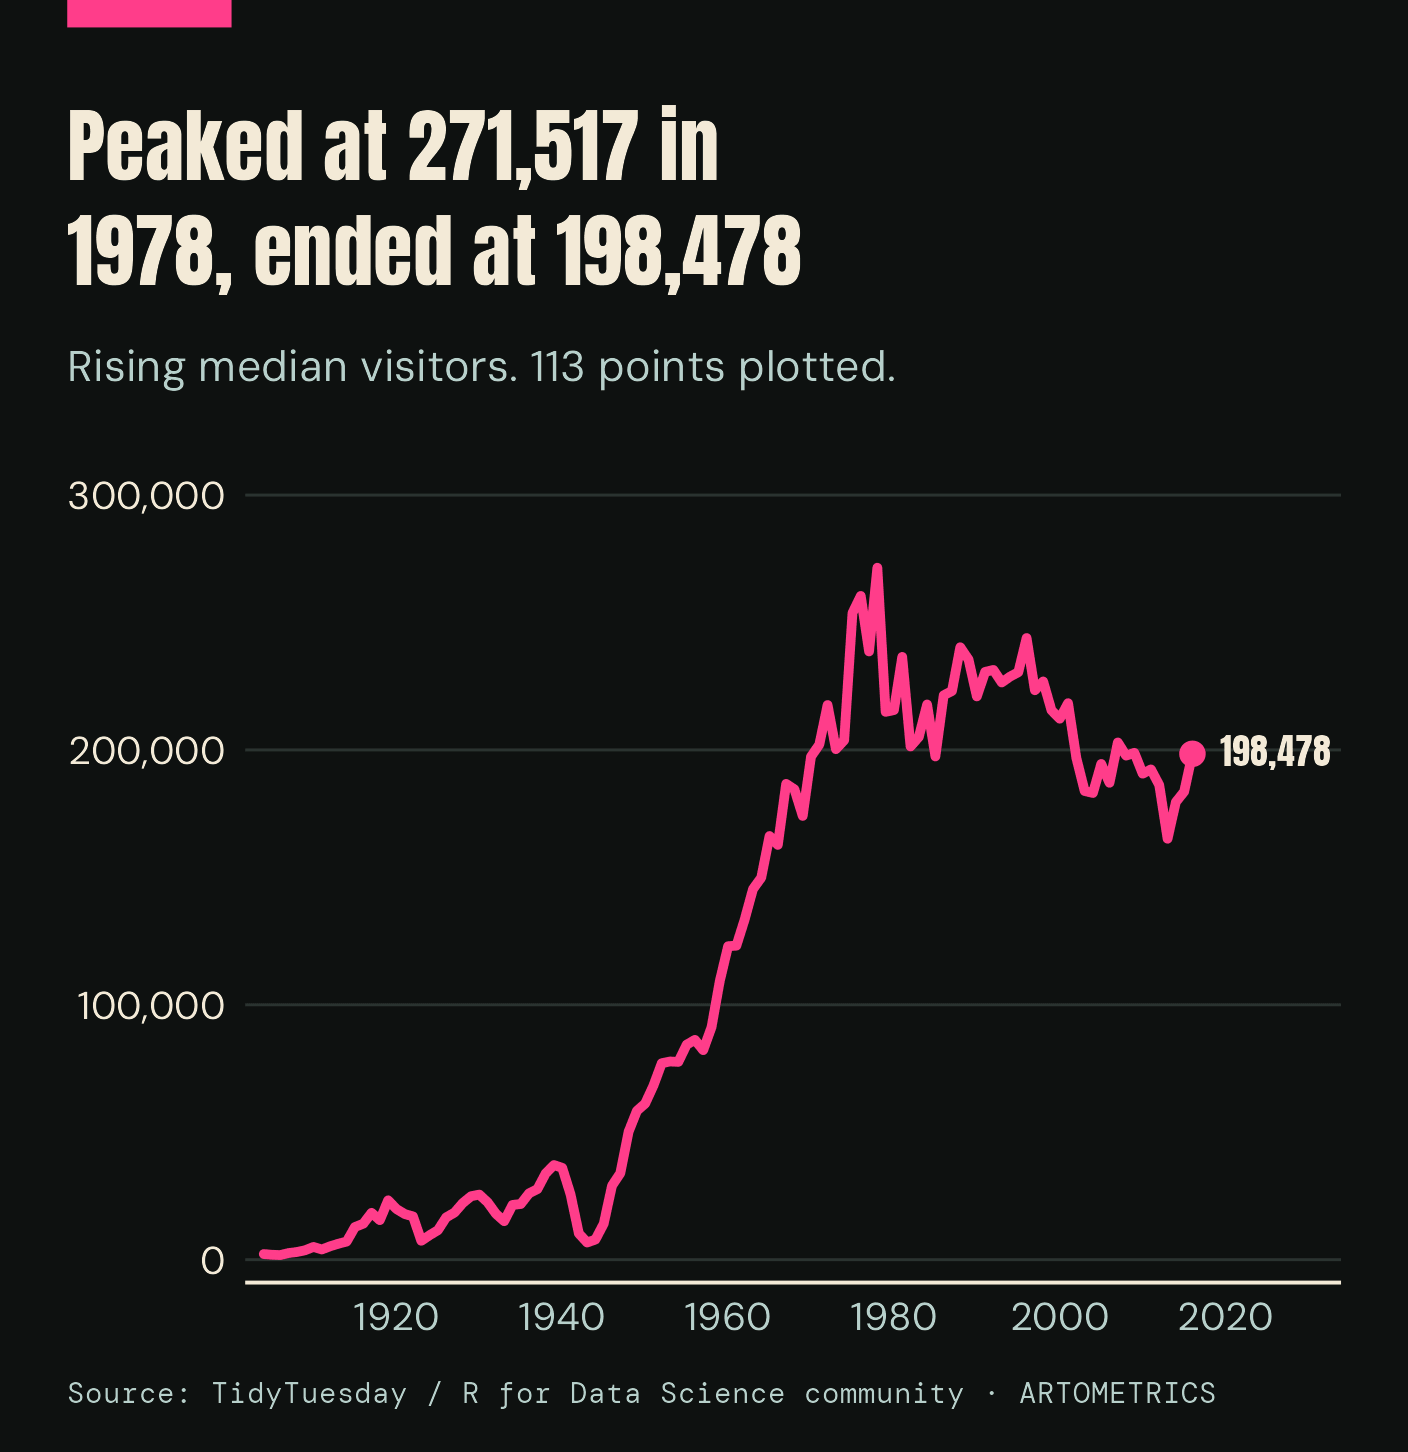 Peaked at 271,517 in
1978, ended at 198,478
Rising median visitors. 113 points plotted.
300,000
200,000
198,478
100,000
0
1920 1940 1960 1980 2000 2020
Source: TidyTuesday / R for Data Science community · ARTOMETRICS